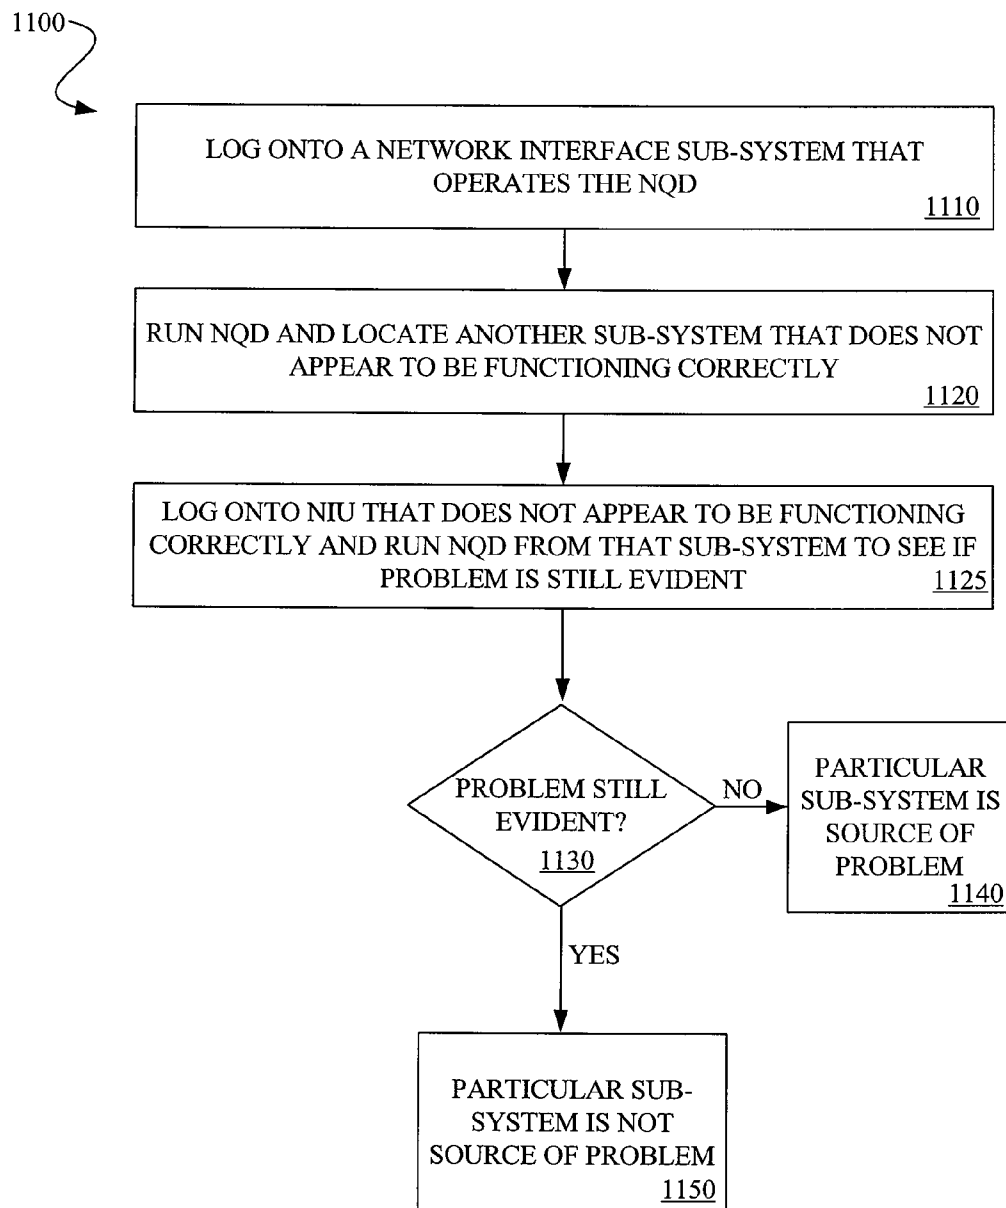 1100
LOG ONTO A NETWORK INTERFACE SUB-SYSTEM THAT
OPERATES THE NQD
1110
RUN NQD AND LOCATE ANOTHER SUB-SYSTEM THAT DOES NOT
APPEAR TO BE FUNCTIONING CORRECTLY
1120
LOG ONTO NIU THAT DOES NOT APPEAR TO BE FUNCTIONING
CORRECTLY AND RUN NQD FROM THAT SUB-SYSTEM TO SEE IF
PROBLEM IS STILL EVIDENT
1125
PROBLEM STILL
EVIDENT?
1130
NO
PARTICULAR
SUB-SYSTEM IS
SOURCE OF
PROBLEM
1140
YES
PARTICULAR SUB-
SYSTEM IS NOT
SOURCE OF PROBLEM
1150